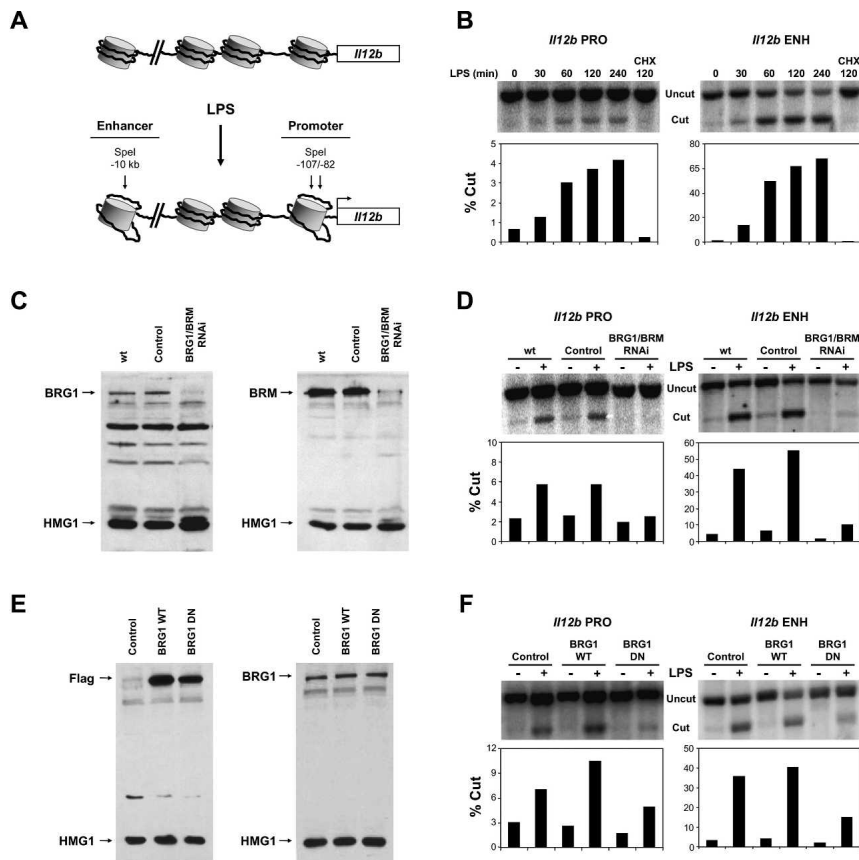 A
Il12b
LPS
Enhancer
Promoter
SpeI
-10 kb
SpeI
-107/-82
Il12b
B
Il12b PRO
Il12b ENH
LPS (min) 0 30 60 120 240 CHX 120
0 30 60 120 240 CHX 120
Uncut
Cut
% Cut
5
4
3
2
1
0
80
65
40
20
0
C
wt
Control
BRG1/BRM RNAi
wt
Control
BRG1/BRM RNAi
BRG1
BRM
HMG1
HMG1
D
Il12b PRO
Il12b ENH
wt Control BRG1/BRM RNAi
wt Control BRG1/BRM RNAi
- + - + - + LPS - + - + - +
Uncut
Cut
% Cut
10
8
6
4
2
0
60
50
40
30
20
10
0
E
Control
BRG1 WT
BRG1 DN
Control
BRG1 WT
BRG1 DN
Flag
BRG1
HMG1
HMG1
F
Il12b PRO
Il12b ENH
Control BRG1 WT BRG1 DN
Control BRG1 WT BRG1 DN
- + - + - + LPS - + - + - +
Uncut
Cut
% Cut
12
9
6
3
0
50
40
30
20
10
0